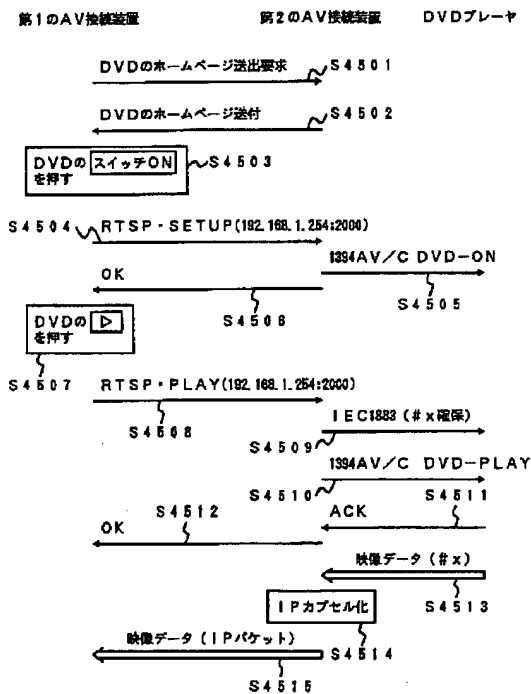 第1のAV接続装置 第2のAV接続装置 DVDプレーヤ
DVDのホームページ送出要求 S4501
DVDのホームページ送付 S4502
DVDの スイッチON
を押す
S4503
S4504 RTSP・SETUP(192.168.1.254:2000)
1394AV/C DVD-ON
OK
S4505
S4506
DVDの ▷
を押す
S4507
RTSP・PLAY(192.168.1.254:2000)
S4508
IEC1883(#x確保)
S4509
1394AV/C DVD-PLAY
S4510
S4511
ACK
S4512
OK
映像データ(#x)
S4513
IPカプセル化
S4514
映像データ(IPパケット)
S4515